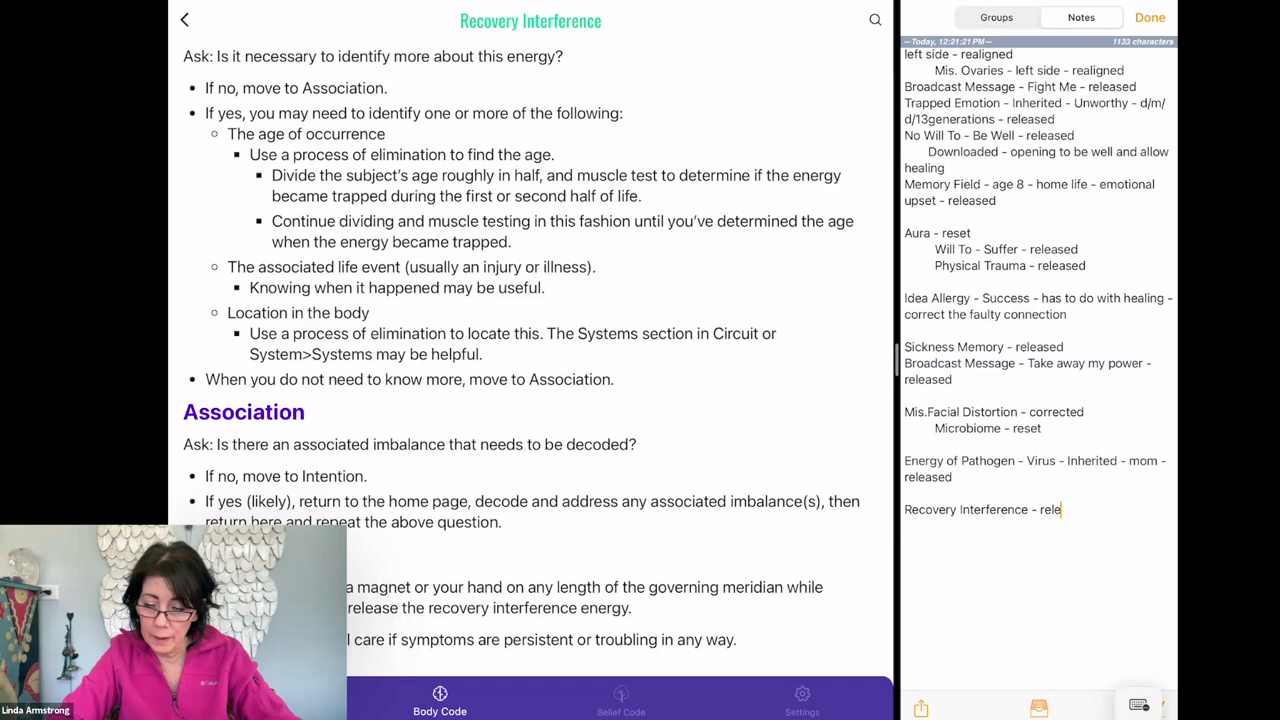 Recovery Interference
Ask: Is it necessary to identify more about this energy?
• If no, move to Association.
• If yes, you may need to identify one or more of the following:
The age of occurrence
Use a process of elimination to find the age.
Divide the subject's age roughly in half, and muscle test to determine if the energy
became trapped during the first or second half of life.
Continue dividing and muscle testing in this fashion until you've determined the age
when the energy became trapped.
The associated life event (usually an injury or illness).
Knowing when it happened may be useful.
Location in the body
Use a process of elimination to locate this. The Systems section in Circuit or
System>Systems may be helpful.
• When you do not need to know more, move to Association.
Association
Ask: Is there an associated imbalance that needs to be decoded?
• If no, move to Intention.
• If yes (likely), return to the home page, decode and address any associated imbalance(s), then
return here and repeat the above question.
a magnet or your hand on any length of the governing meridian while
release the recovery interference energy.
care if symptoms are persistent or troubling in any way.
Body Code
Belief Code
Settings
Linda Armstrong
Columbia
Groups
Notes
Done
—Today, 12:21:21 PM—
1133 characters
left side - realigned
Mis. Ovaries - left side - realigned
Broadcast Message - Fight Me - released
Trapped Emotion - Inherited - Unworthy - d/m/
d/13generations - released
No Will To - Be Well - released
Downloaded - opening to be well and allow
healing
Memory Field - age 8 - home life - emotional
upset - released
Aura - reset
Will To - Suffer - released
Physical Trauma - released
Idea Allergy - Success - has to do with healing -
correct the faulty connection
Sickness Memory - released
Broadcast Message - Take away my power -
released
Mis.Facial Distortion - corrected
Microbiome - reset
Energy of Pathogen - Virus - Inherited - mom -
released
Recovery Interference - rele